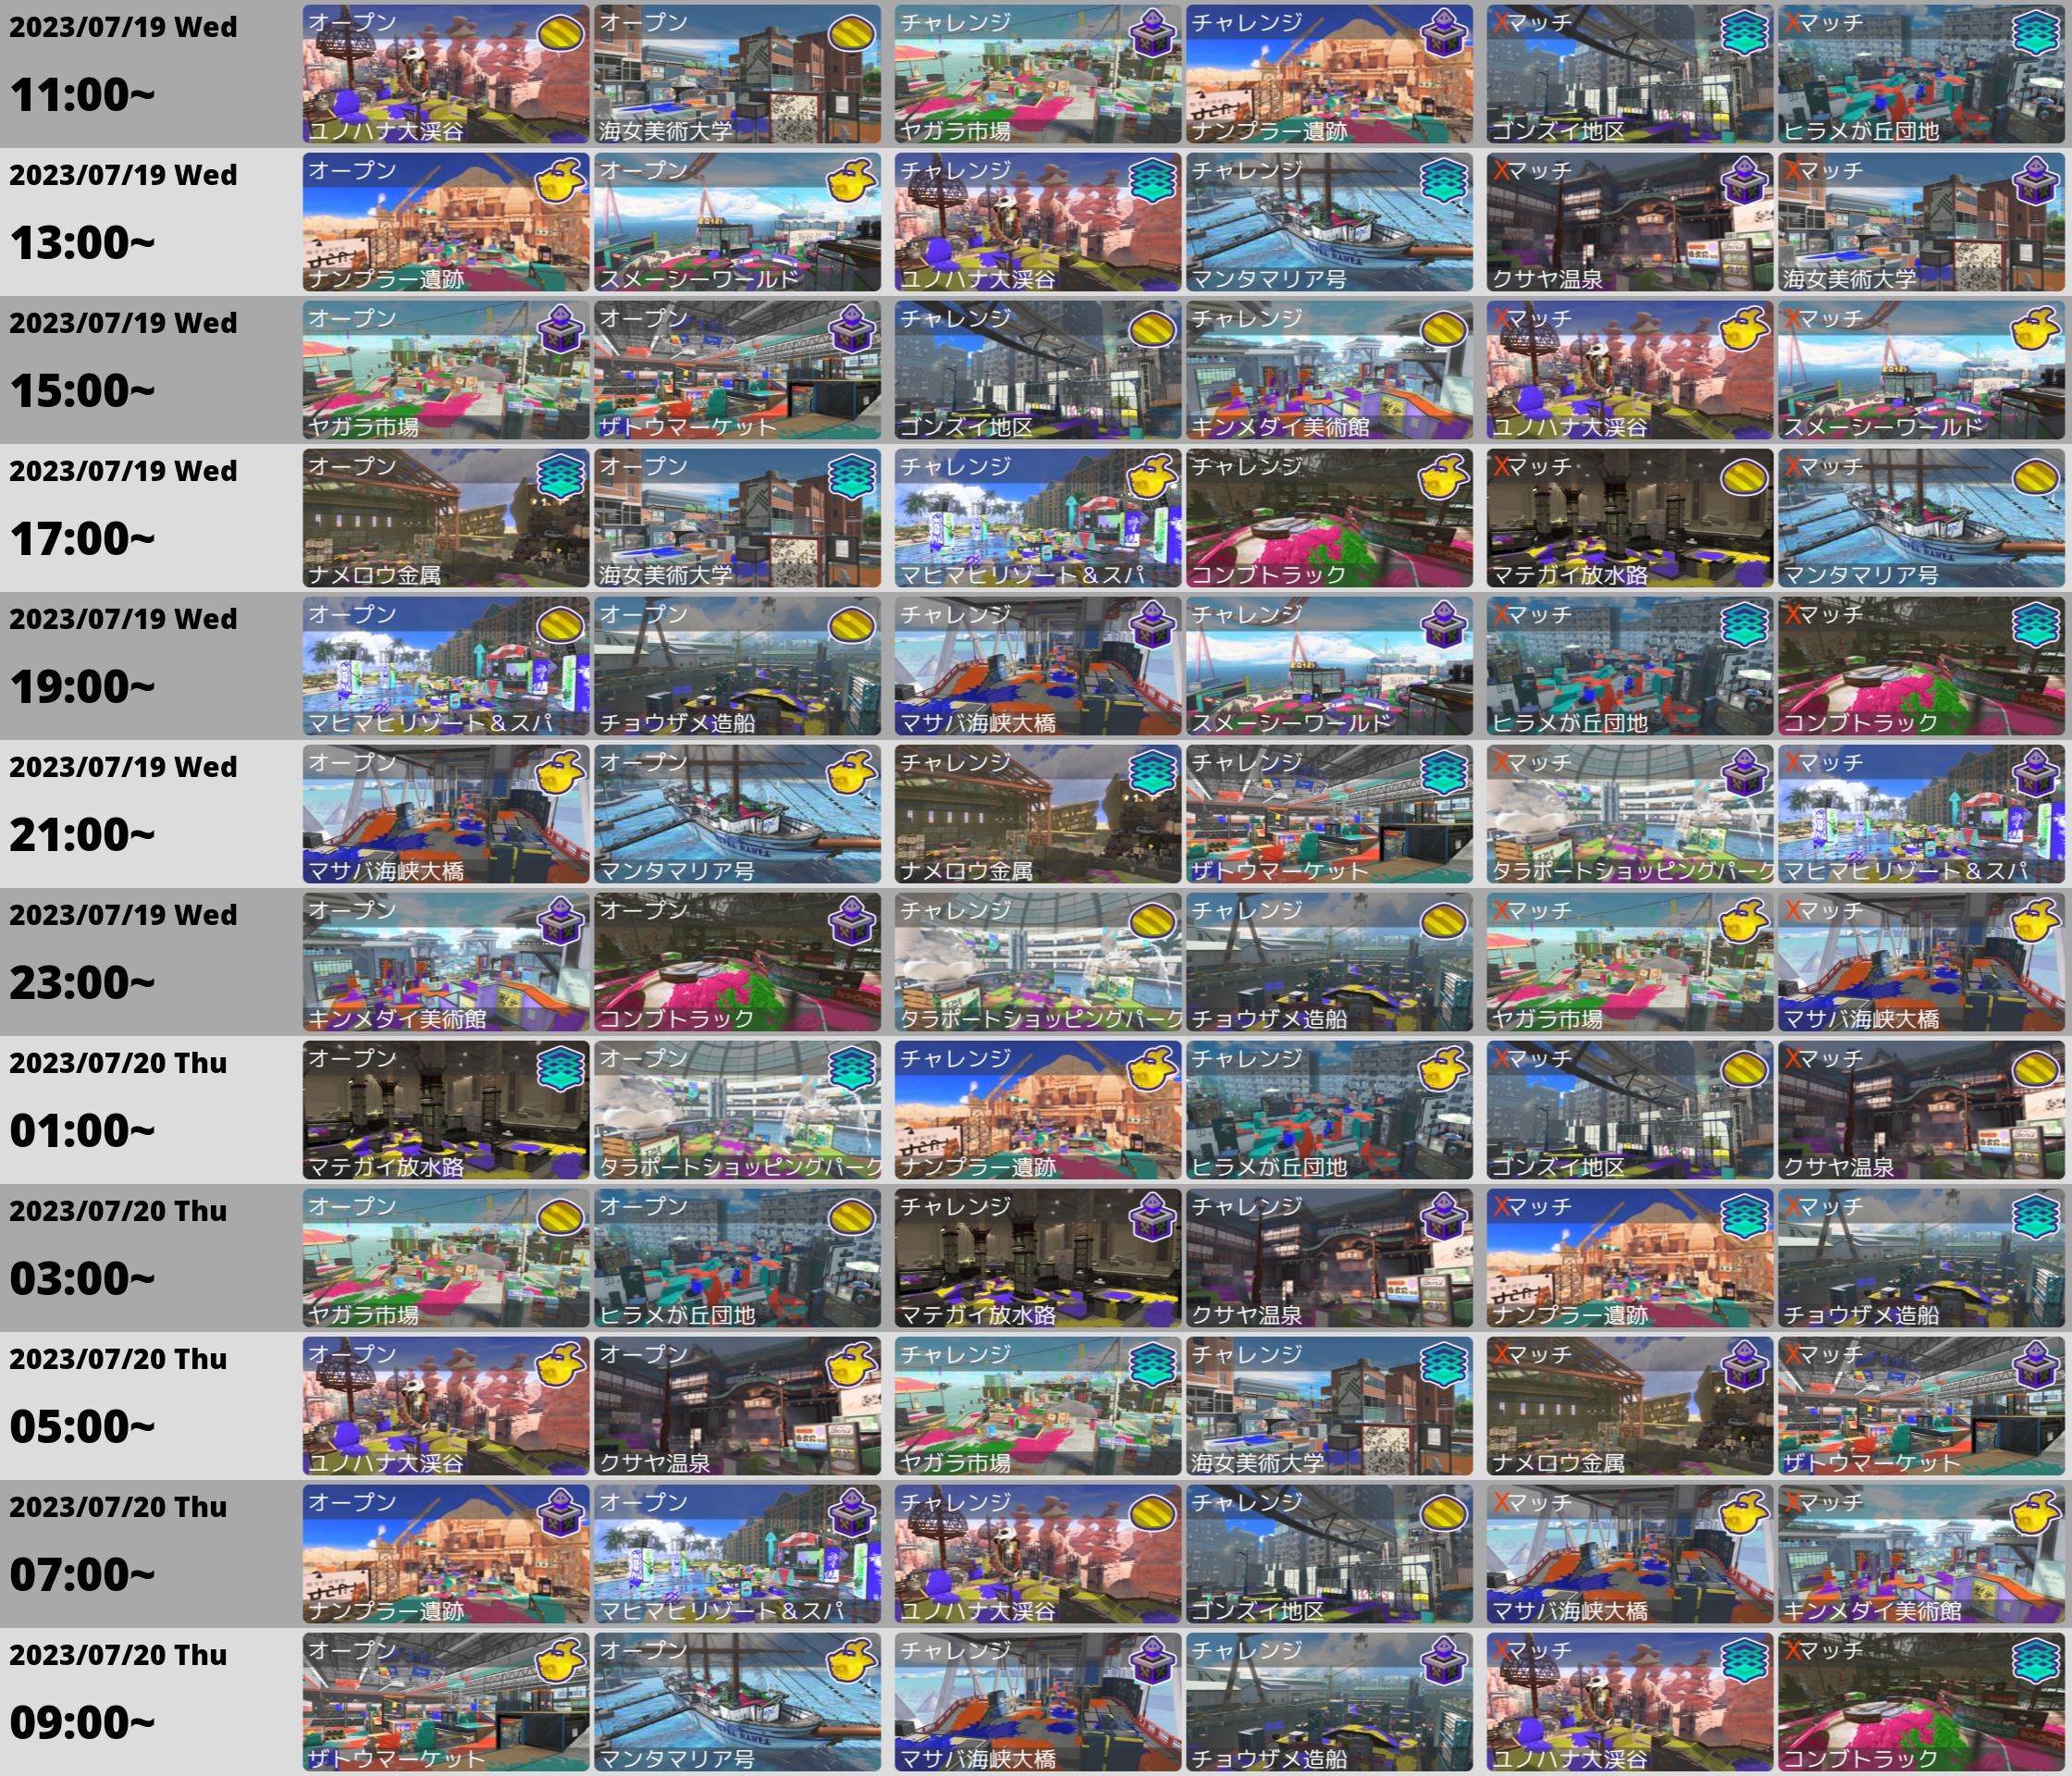 2023/07/19 Wed
11:00~
オープン オープン チャレンジ チャレンジ Xマッチ Xマッチ
ユノハナ大渓谷 海女美術大学 ヤガラ市場 ナンプラー遺跡 ゴンズイ地区 ヒラメが丘団地
2023/07/19 Wed
13:00~
オープン オープン チャレンジ チャレンジ Xマッチ Xマッチ
ナンプラー遺跡 スメーシーワールド ユノハナ大渓谷 マンタマリア号 クサヤ温泉 海女美術大学
2023/07/19 Wed
15:00~
オープン オープン チャレンジ チャレンジ Xマッチ Xマッチ
ヤガラ市場 ザトウマーケット ゴンズイ地区 キンメダイ美術館 ユノハナ大渓谷 スメーシーワールド
2023/07/19 Wed
17:00~
オープン オープン チャレンジ チャレンジ Xマッチ Xマッチ
ナメロウ金属 海女美術大学 マヒマヒリゾート＆スパ コンブトラック マテガイ放水路 マンタマリア号
2023/07/19 Wed
19:00~
オープン オープン チャレンジ チャレンジ Xマッチ Xマッチ
マヒマヒリゾート＆スパ チョウザメ造船 マサバ海峡大橋 スメーシーワールド ヒラメが丘団地 コンブトラック
2023/07/19 Wed
21:00~
オープン オープン チャレンジ チャレンジ Xマッチ Xマッチ
マサバ海峡大橋 マンタマリア号 ナメロウ金属 ザトウマーケット タラポートショッピングパーク マヒマヒリゾート＆スパ
2023/07/19 Wed
23:00~
オープン オープン チャレンジ チャレンジ Xマッチ Xマッチ
キンメダイ美術館 コンブトラック タラポートショッピングパーク チョウザメ造船 ヤガラ市場 マサバ海峡大橋
2023/07/20 Thu
01:00~
オープン オープン チャレンジ チャレンジ Xマッチ Xマッチ
マテガイ放水路 タラポートショッピングパーク ナンプラー遺跡 ヒラメが丘団地 ゴンズイ地区 クサヤ温泉
2023/07/20 Thu
03:00~
オープン オープン チャレンジ チャレンジ Xマッチ Xマッチ
ヤガラ市場 ヒラメが丘団地 マテガイ放水路 クサヤ温泉 ナンプラー遺跡 チョウザメ造船
2023/07/20 Thu
05:00~
オープン オープン チャレンジ チャレンジ Xマッチ Xマッチ
ユノハナ大渓谷 クサヤ温泉 ヤガラ市場 海女美術大学 ナメロウ金属 ザトウマーケット
2023/07/20 Thu
07:00~
オープン オープン チャレンジ チャレンジ Xマッチ Xマッチ
ナンプラー遺跡 マヒマヒリゾート＆スパ ユノハナ大渓谷 ゴンズイ地区 マサバ海峡大橋 キンメダイ美術館
2023/07/20 Thu
09:00~
オープン オープン チャレンジ チャレンジ Xマッチ Xマッチ
ザトウマーケット マンタマリア号 マサバ海峡大橋 チョウザメ造船 ユノハナ大渓谷 コンブトラック